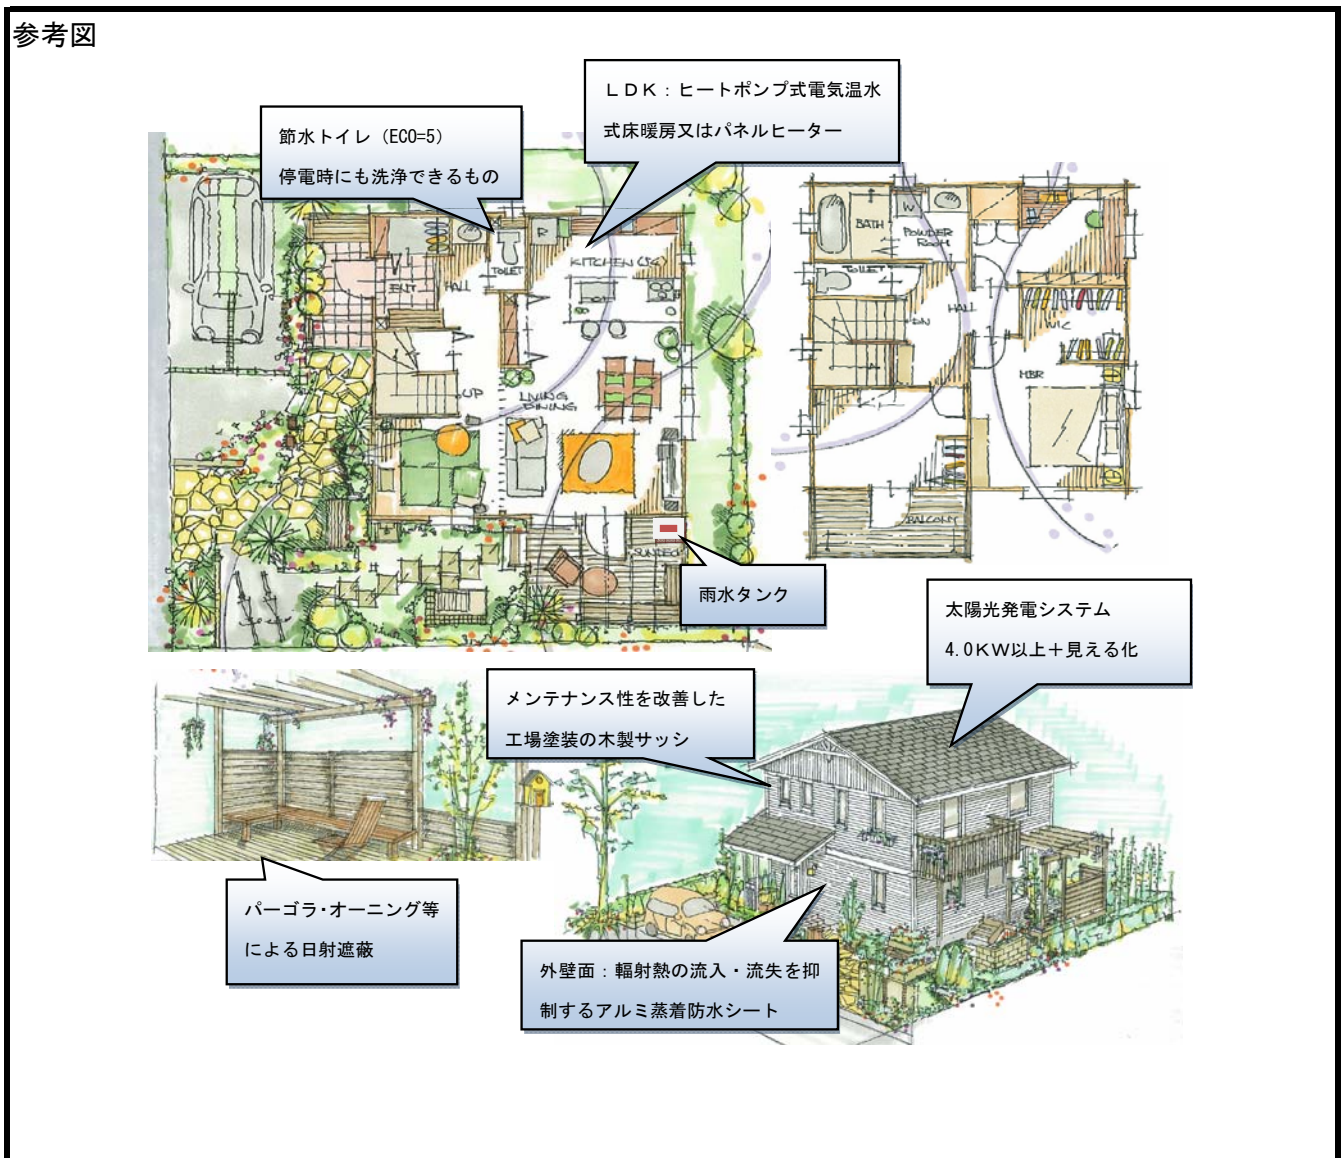 参考図
LDK:ヒートポンプ式電気温水
式床暖房又はパネルヒーター
節水トイレ(ECO=5)
停電時にも洗浄できるもの
BATH
W
POWDER
ROOM
TOILET
DN
HALL
WIC
MBR
BALCONY
R
KITCHEN
TOILET
ENT
HALL
UP
LIVING
DINING
SUNDECK
雨水タンク
太陽光発電システム
4.0KW以上+見える化
メンテナンス性を改善した
工場塗装の木製サッシ
パーゴラ・オーニング等
による日射遮蔽
外壁面:輻射熱の流入・流失を抑
制するアルミ蒸着防水シート